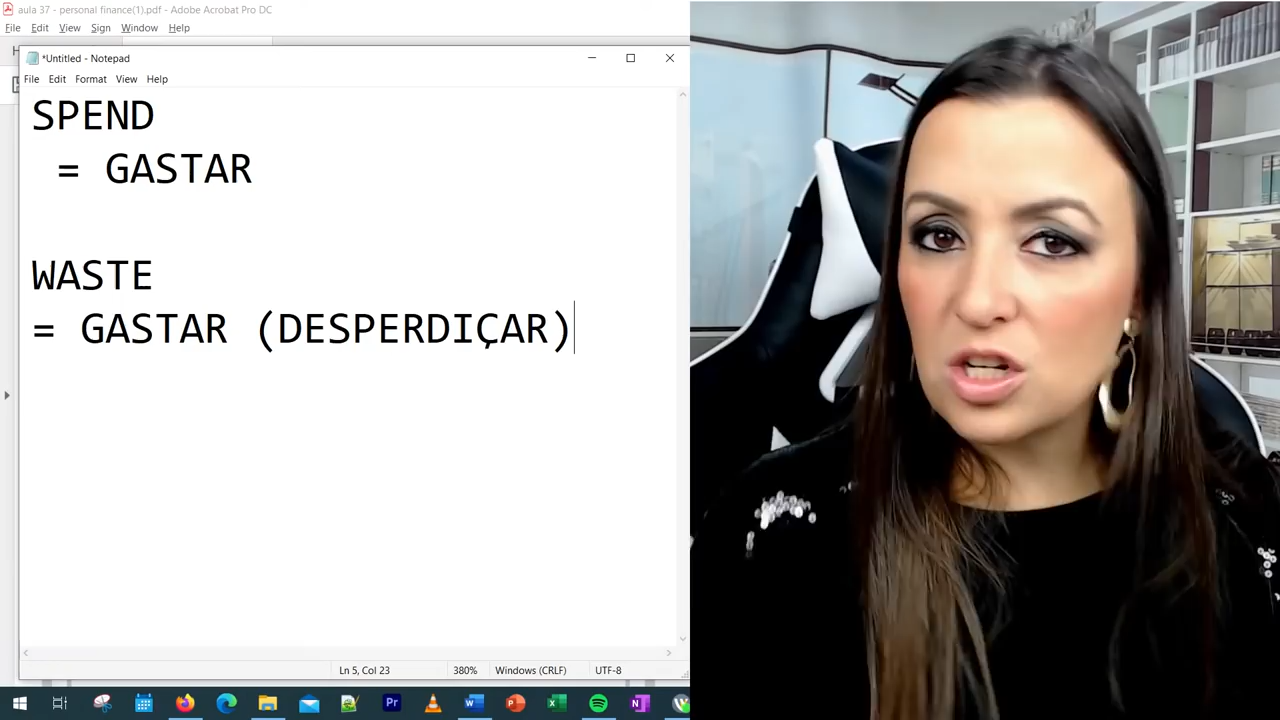 aula 37 - personal finance(1).pdf - Adobe Acrobat Pro DC
File Edit View Sign Window Help
*Untitled - Notepad
File Edit Format View Help
SPEND
= GASTAR
WASTE
= GASTAR (DESPERDIÇAR)
Ln 5, Col 23 380% Windows (CRLF) UTF-8